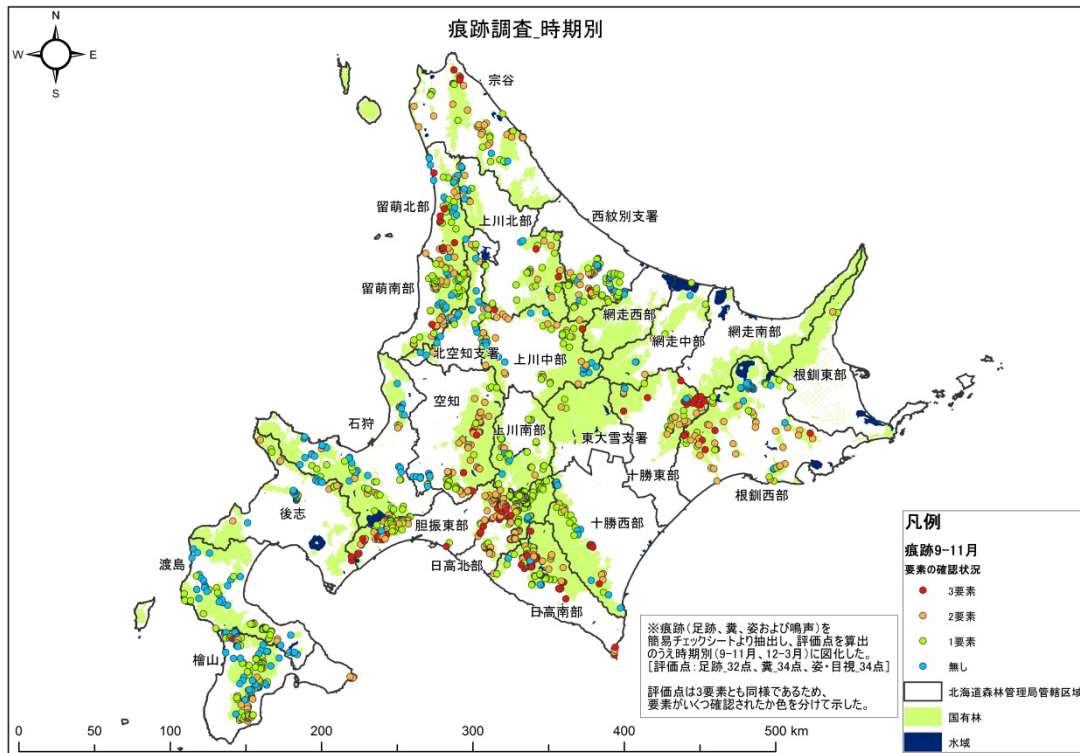 痕跡調査_時期別
N
W
E
S
宗谷
留萌北部
上川北部
西紋別支署
留萌南部
網走西部
網走中部
網走南部
北空知支署
上川中部
根釧東部
空知
石狩
上川南部
東大雪支署
十勝東部
根釧西部
後志
胆振東部
十勝西部
渡島
日高北部
日高南部
檜山
※痕跡(足跡、糞、姿および鳴声)を
簡易チェックシートより抽出し、評価点を算出
のうえ時期別(9-11月、12-3月)に図化した。
[評価点:足跡_32点、糞_34点、姿・目視_34点]
評価点は3要素とも同様であるため、
要素がいくつ確認されたか色を分けて示した。
凡例
痕跡9-11月
要素の確認状況
3要素
2要素
1要素
無し
北海道森林管理局管轄区域
国有林
水域
0 50 100 200 300 400 500 km